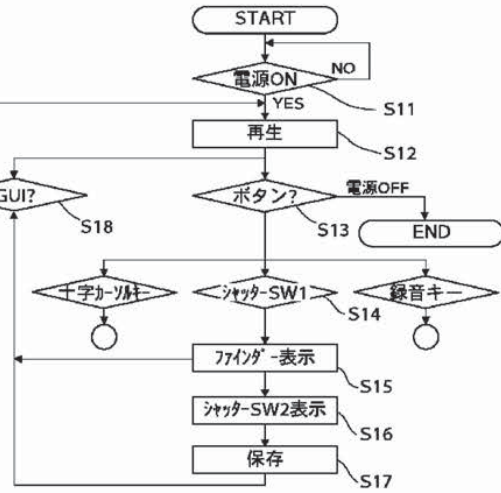 START
電源ON
NO
S11
YES
再生
S12
GUI?
S18
ボタン?
S13
電源OFF
END
十字カーソルキー
シャッターSW1
S14
録音キー
ファインダー表示
S15
シャッターSW2表示
S16
保存
S17